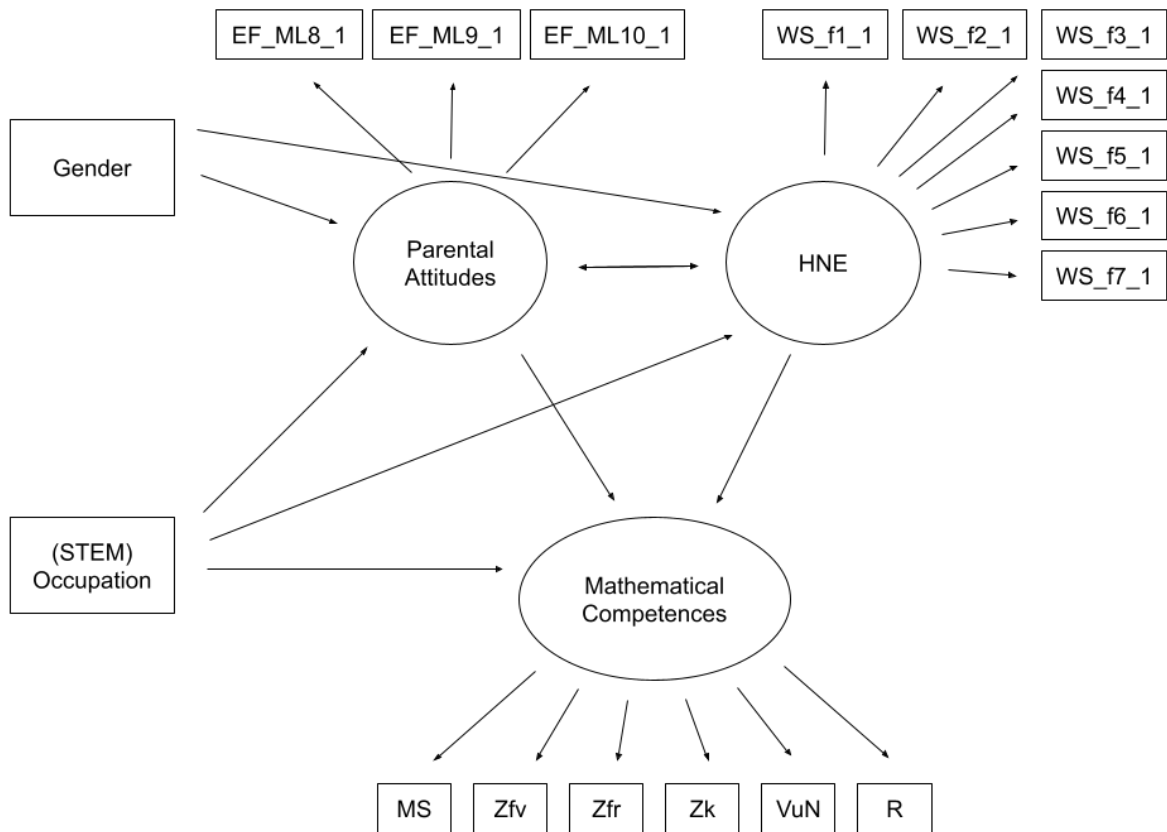 EF_ML8_1
EF_ML9_1
EF_ML10_1
WS_f1_1
WS_f2_1
WS_f3_1
WS_f4_1
WS_f5_1
WS_f6_1
WS_f7_1
Gender
Parental
Attitudes
HNE
(STEM)
Occupation
Mathematical
Competences
MS
Zfv
Zfr
Zk
VuN
R